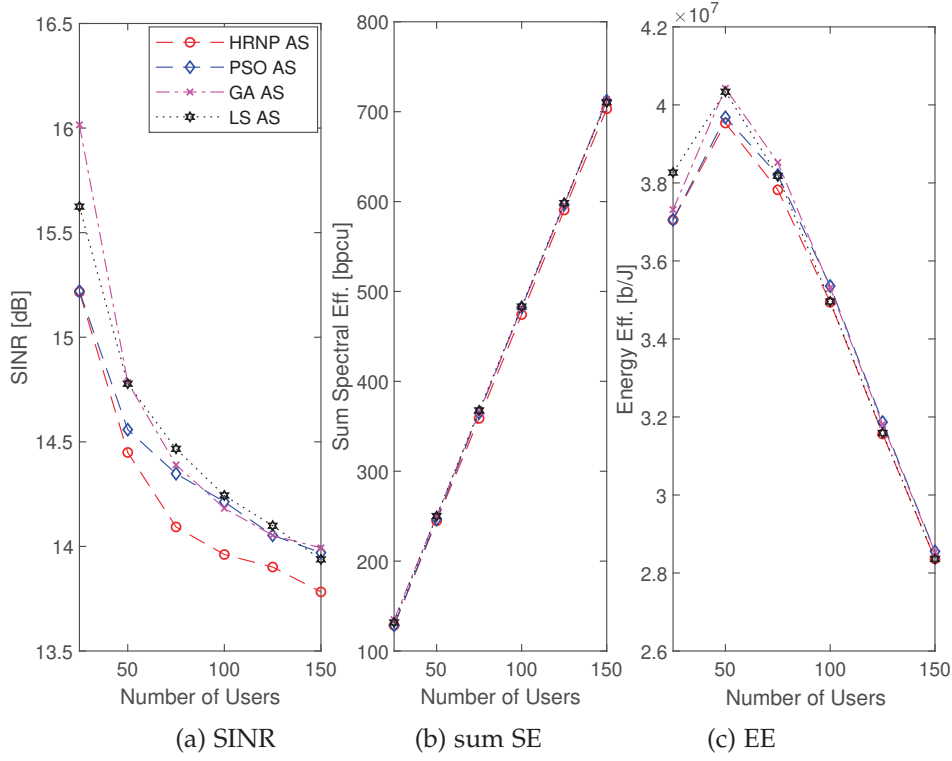 16.5
16
15.5
15
14.5
14
13.5
SINR [dB]
50
100
150
Number of Users
HRNP AS
PSO AS
GA AS
LS AS
(a) SINR
800
700
600
500
400
300
200
100
Sum Spectral Eff. [bpcu]
50
100
150
Number of Users
(b) sum SE
×10^7
4.2
4
3.8
3.6
3.4
3.2
3
2.8
2.6
Energy Eff. [b/J]
50
100
150
Number of Users
(c) EE